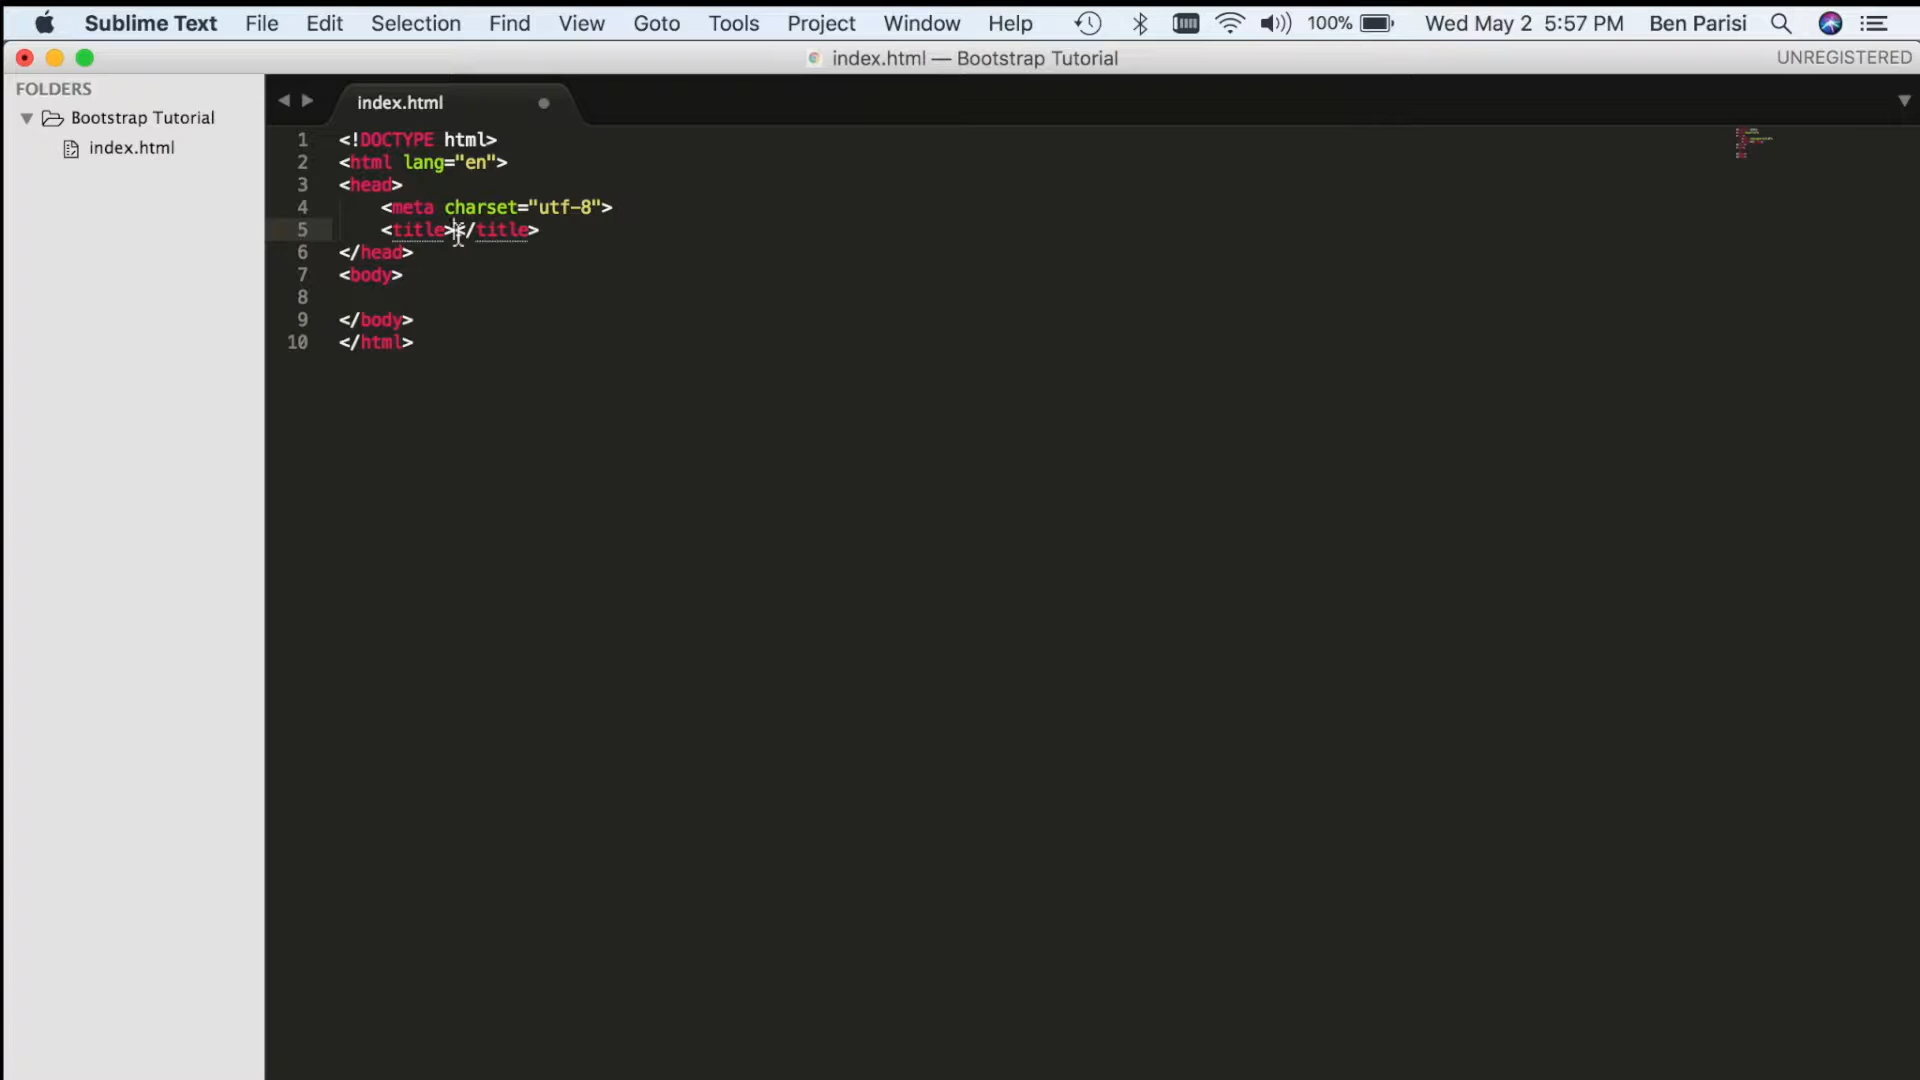 Sublime Text File Edit Selection Find View Goto Tools Project Window Help 100% Wed May 2 5:57 PM Ben Parisi
index.html — Bootstrap Tutorial UNREGISTERED
FOLDERS
Bootstrap Tutorial
index.html
index.html
1 <!DOCTYPE html>
2 <html lang="en">
3 <head>
4 <meta charset="utf-8">
5 <title></title>
6 </head>
7 <body>
8
9 </body>
10 </html>